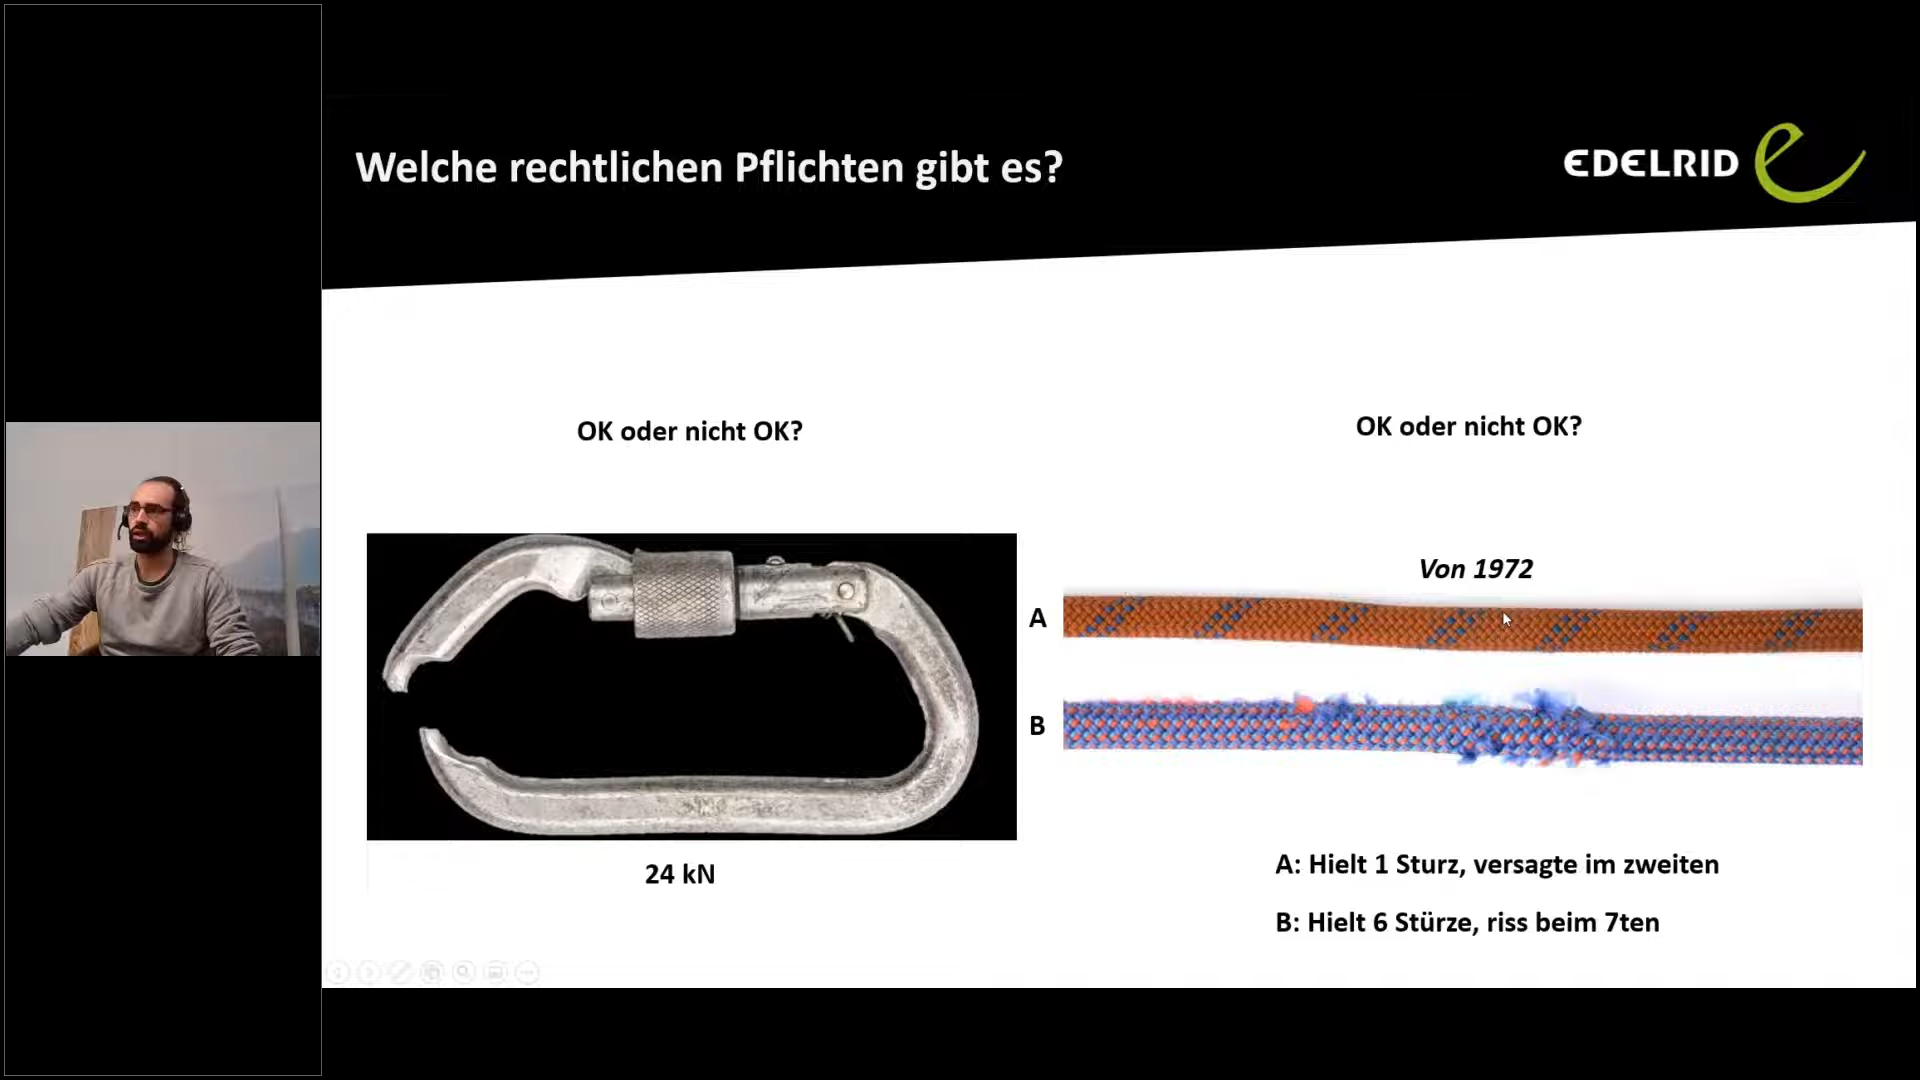 Welche rechtlichen Pflichten gibt es?
EDELRID
OK oder nicht OK?
OK oder nicht OK?
Von 1972
A
B
24 kN
A: Hielt 1 Sturz, versagte im zweiten
B: Hielt 6 Stürze, riss beim 7ten